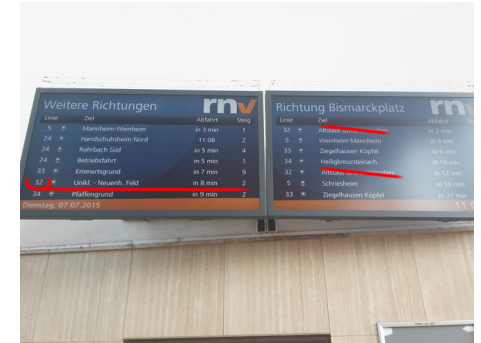 Weitere Richtungen
rnv
Linie Ziel Abfahrt Steig
5 Mannheim-Weinheim in 3 min 1
24 Handschuhsheim Nord 11:08 2
24 Rohrbach Süd in 5 min 4
24 Betriebsfahrt in 5 min 1
33 Emmertsgrund in 7 min 9
32 Unikl. - Neuenh. Feld in 8 min 2
34 Pfaffengrund in 9 min 2
Dienstag, 07.07.2015
Richtung Bismarckplatz
rn
Linie Ziel Abfahrt
32 Altstadt in 2 min
5 Weinheim-Mannheim in 4 min
33 Ziegelhausen Köpfel in 8 min
34 Heiligkreuzsteinach in 10 min
32 Altstadt in 12 min
5 Schriesheim in 14 min
33 Ziegelhausen Köpfel in 21 min
11